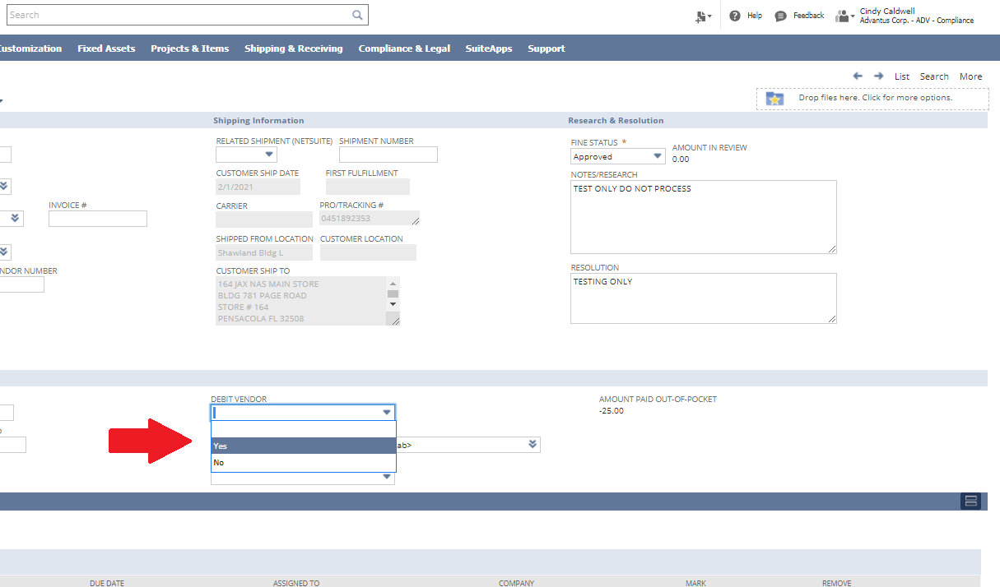 Search
Help
Feedback
Cindy Caldwell
Advantus Corp. - ADV - Compliance
ustomization
Fixed Assets
Projects & Items
Shipping & Receiving
Compliance & Legal
SuiteApps
Support
List
Search
More
Drop files here. Click for more options.
Shipping Information
Research & Resolution
RELATED SHIPMENT (NETSUITE)
SHIPMENT NUMBER
FINE STATUS *
Approved
AMOUNT IN REVIEW
0.00
CUSTOMER SHIP DATE
2/1/2021
FIRST FULFILLMENT
NOTES/RESEARCH
TEST ONLY DO NOT PROCESS
INVOICE #
CARRIER
PRO/TRACKING #
0451892353
SHIPPED FROM LOCATION
Shawland Bldg L
CUSTOMER LOCATION
NDOR NUMBER
CUSTOMER SHIP TO
164 JAX NAS MAIN STORE
BLDG 781 PAGE ROAD
STORE # 164
PENSACOLA FL 32508
RESOLUTION
TESTING ONLY
DEBIT VENDOR
AMOUNT PAID OUT-OF-POCKET
-25.00
Yes
No
ab>
DUE DATE
ASSIGNED TO
COMPANY
MARK
REMOVE